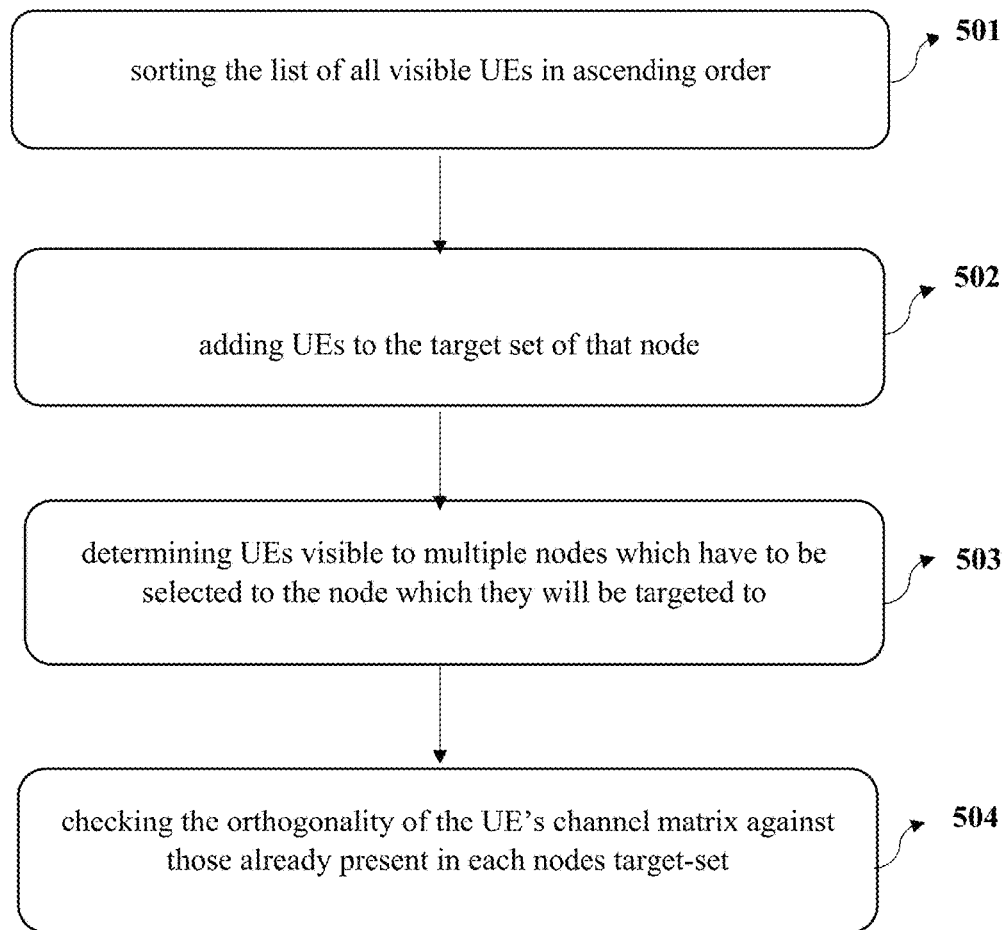 sorting the list of all visible UEs in ascending order
501
adding UEs to the target set of that node
502
determining UEs visible to multiple nodes which have to be
selected to the node which they will be targeted to
503
checking the orthogonality of the UE's channel matrix against
those already present in each nodes target-set
504